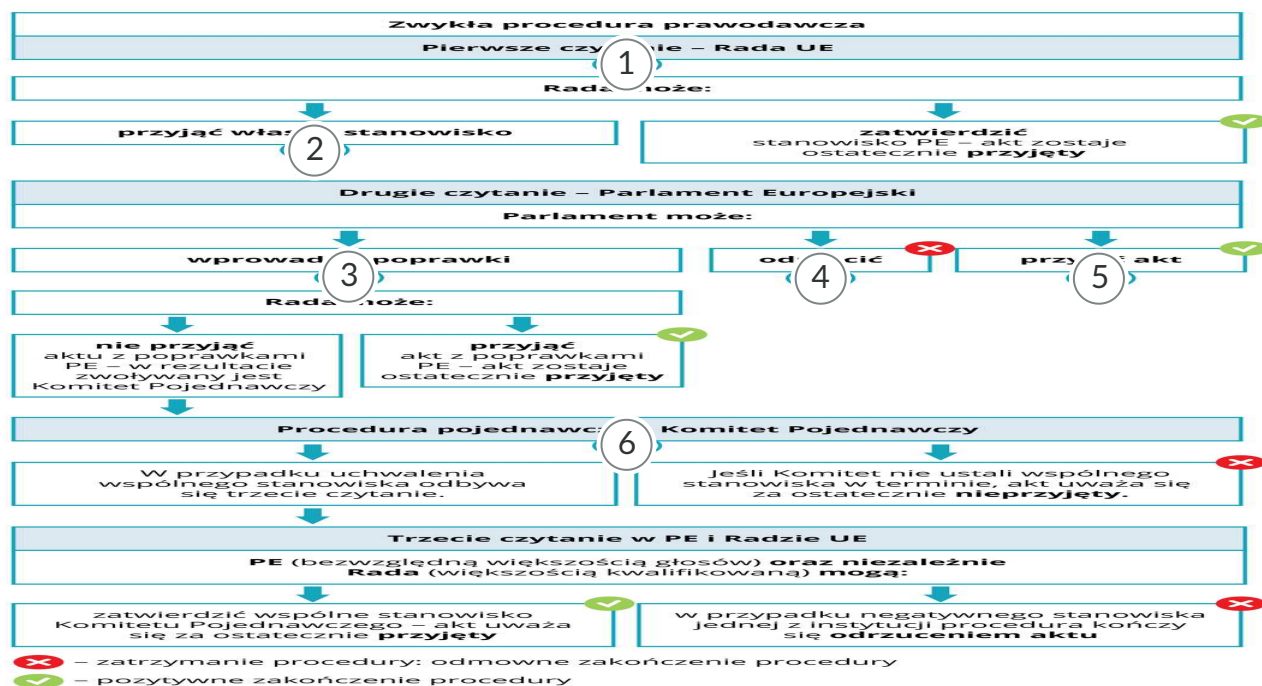 Zwykła procedura prawodawcza
Pierwsze – Rada UE
1
Rada może:
przyjąć stanowisko
2
zatwierdzić
stanowisko PE – akt zostaje
ostatecznie przyjęty
Drugie czytanie – Parlament Europejski
Parlament może:
poprawki
3
4
akt
5
Rada może:
nie przyjąć
aktu z poprawkami
PE – w rezultacie
zwoływany jest
Komitet Pojednawczy
przyjąć
akt z poprawkami
PE – akt zostaje
ostatecznie przyjęty
Procedura Komitet Pojednawczy
6
W przypadku uchwalenia
wspólnego stanowiska odbywa
się trzecie czytanie.
Jeśli Komitet nie ustali wspólnego
stanowiska w terminie, akt uważa się
za ostatecznie nieprzyjęty.
Trzecie czytanie w PE i Radzie UE
PE (bezwzględną większością głosów) oraz niezależnie
Rada (większością kwalifikowaną) mogą:
zatwierdzić wspólne stanowisko
Komitetu Pojednawczego – akt uważa
się za ostatecznie przyjęty
w przypadku negatywnego stanowiska
jednej z instytucji procedura kończy
się odrzuceniem aktu
– zatrzymanie procedury: odmowne zakończenie procedury
– pozytywne zakończenie procedury